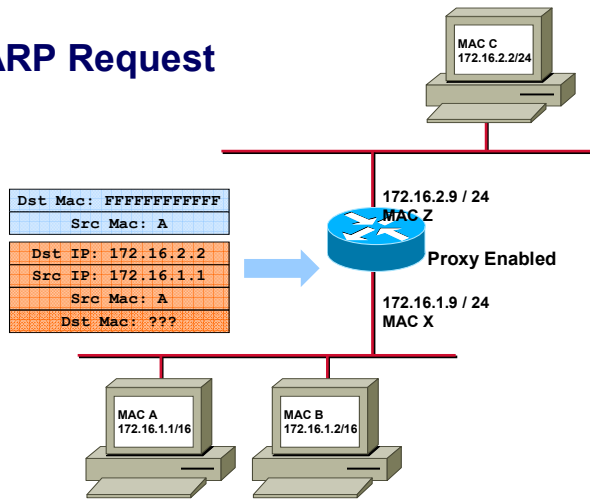 ARP Request
MAC C
172.16.2.2/24
Dst Mac: FFFFFFFFFFFF
Src Mac: A
Dst IP: 172.16.2.2
Src IP: 172.16.1.1
Src Mac: A
Dst Mac: ???
172.16.2.9 / 24
MAC Z
Proxy Enabled
172.16.1.9 / 24
MAC X
MAC A
172.16.1.1/16
MAC B
172.16.1.2/16